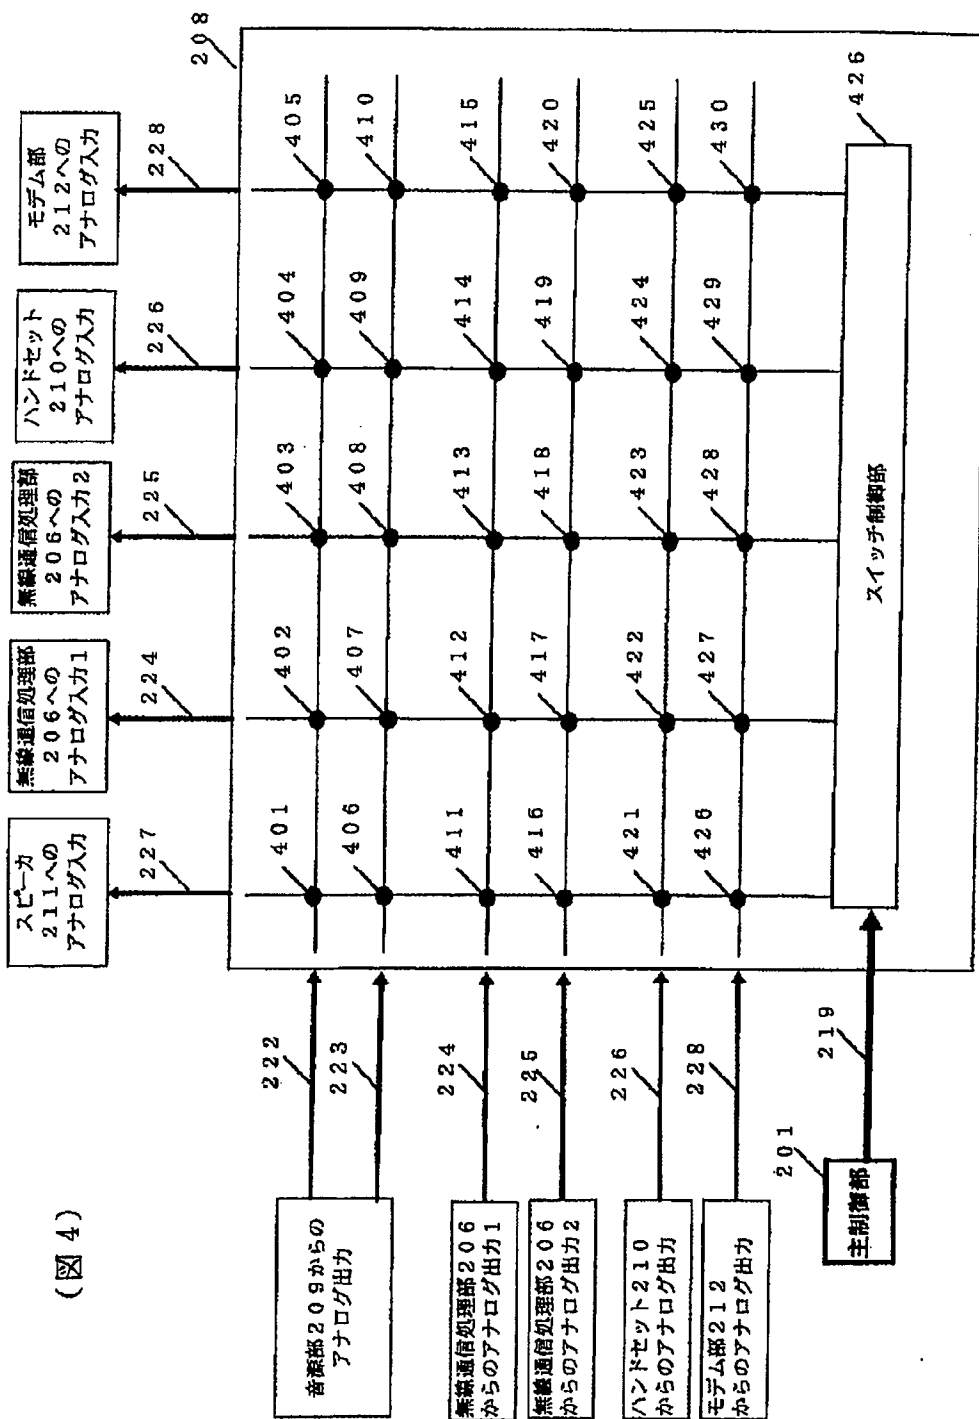 (図4)
スピーカ
211への
アナログ入力
無線通信処理部
206への
アナログ入力1
無線通信処理部
206への
アナログ入力2
ハンドセット
210への
アナログ入力
モデム部
212への
アナログ入力
227
224
225
226
228
208
音源部209からの
アナログ出力
222
223
401
402
403
404
405
406
407
408
409
410
無線通信処理部206
からのアナログ出力1
224
411
412
413
414
415
無線通信処理部206
からのアナログ出力2
225
416
417
418
419
420
ハンドセット210
からのアナログ出力
226
421
422
423
424
425
モデム部212
からのアナログ出力
228
426
427
428
429
430
主制御部
201
219
スイッチ制御部
426